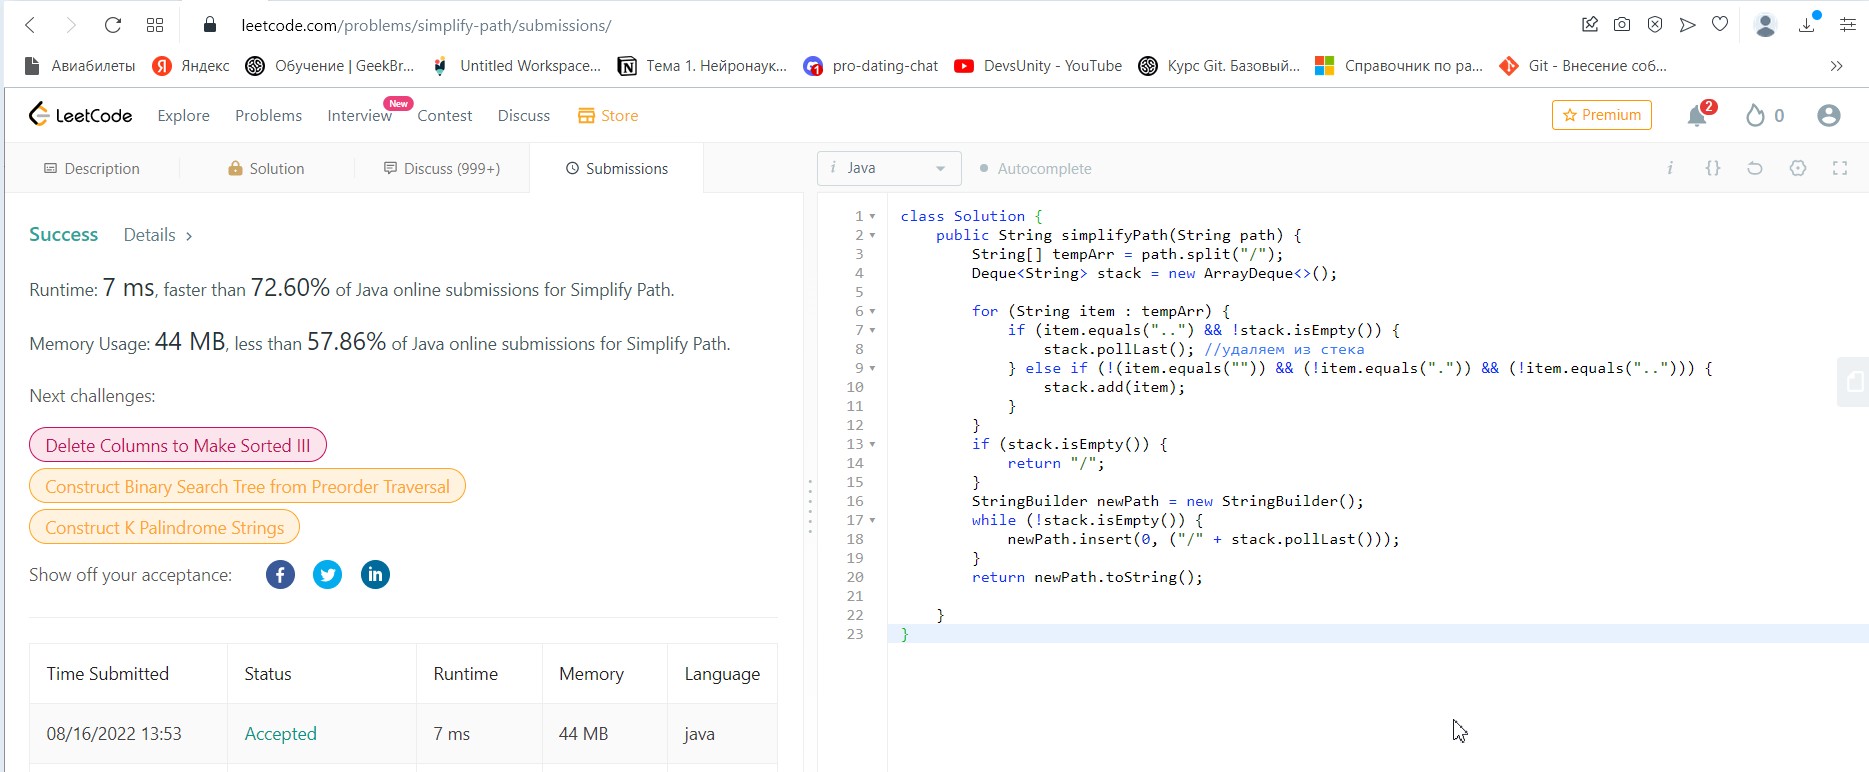 leetcode.com/problems/simplify-path/submissions/
Авиабилеты Яндекс Обучение | GeekBr... Untitled Workspace... Тема 1. Нейронаук... pro-dating-chat DevsUnity - YouTube Курс Git. Базовый... Справочник по ра... Git - Внесение соб... »
LeetCode Explore Problems Interview New Contest Discuss Store Premium 2 0
Description Solution Discuss (999+) Submissions
i Java Autocomplete i {}
Success Details >
Runtime: 7 ms, faster than 72.60% of Java online submissions for Simplify Path.
Memory Usage: 44 MB, less than 57.86% of Java online submissions for Simplify Path.
Next challenges:
Delete Columns to Make Sorted III
Construct Binary Search Tree from Preorder Traversal
Construct K Palindrome Strings
Show off your acceptance:
Time Submitted Status Runtime Memory Language
08/16/2022 13:53 Accepted 7 ms 44 MB java
1 class Solution {
2 public String simplifyPath(String path) {
3 String[] tempArr = path.split("/");
4 Deque<String> stack = new ArrayDeque<>();
5
6 for (String item : tempArr) {
7 if (item.equals("..") && !stack.isEmpty()) {
8 stack.pollLast(); //удаляем из стека
9 } else if (!(item.equals("")) && (!item.equals(".")) && (!item.equals(".."))) {
10 stack.add(item);
11 }
12 }
13 if (stack.isEmpty()) {
14 return "/";
15 }
16 StringBuilder newPath = new StringBuilder();
17 while (!stack.isEmpty()) {
18 newPath.insert(0, ("/" + stack.pollLast()));
19 }
20 return newPath.toString();
21
22 }
23 }